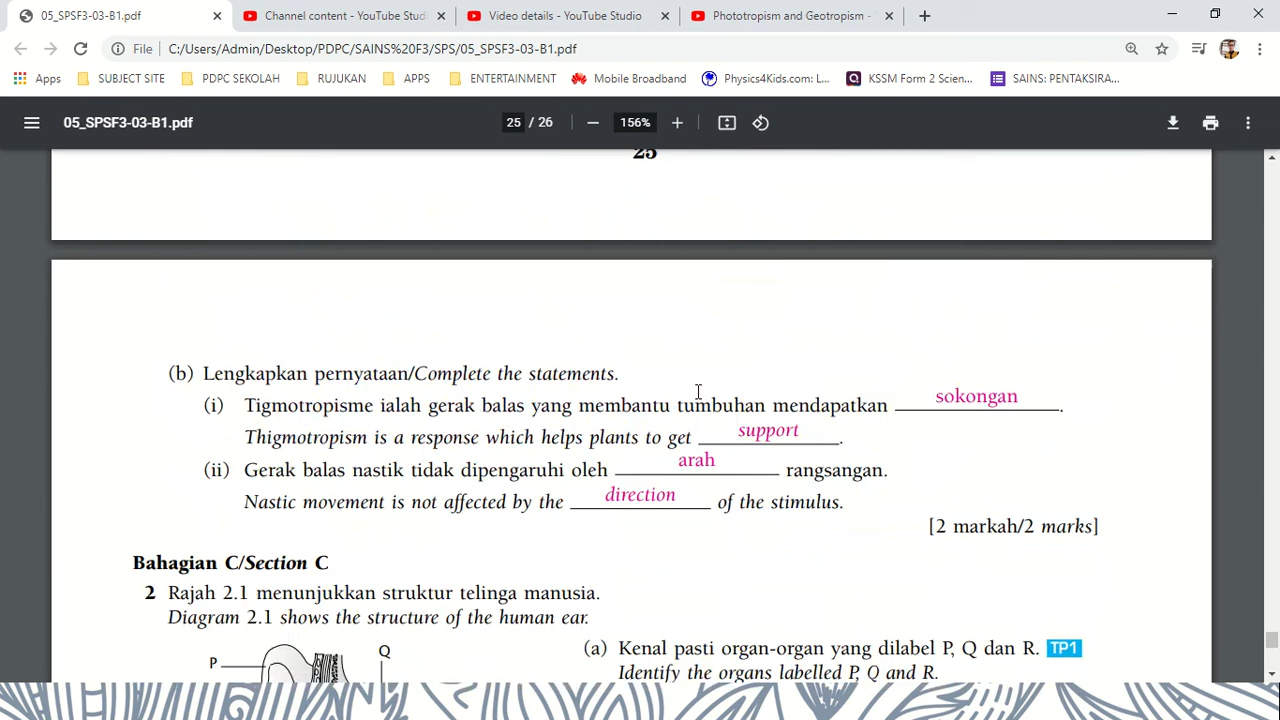 05_SPSF3-03-B1.pdf
Channel content - YouTube Studio
Video details - YouTube Studio
Phototropism and Geotropism -
File C:/Users/Admin/Desktop/PDPC/SAINS%20F3/SPS/05_SPSF3-03-B1.pdf
Apps SUBJECT SITE PDPC SEKOLAH RUJUKAN APPS ENTERTAINMENT Mobile Broadband Physics4Kids.com: L... KSSM Form 2 Scien... SAINS: PENTAKSIRA...
05_SPSF3-03-B1.pdf 25 / 26 156%
25
(b) Lengkapkan pernyataan/Complete the statements.
(i) Tigmotropisme ialah gerak balas yang membantu tumbuhan mendapatkan sokongan.
Thigmotropism is a response which helps plants to get support.
(ii) Gerak balas nastik tidak dipengaruhi oleh arah rangsangan.
Nastic movement is not affected by the direction of the stimulus.
[2 markah/2 marks]
Bahagian C/Section C
2 Rajah 2.1 menunjukkan struktur telinga manusia.
Diagram 2.1 shows the structure of the human ear.
P
Q
(a) Kenal pasti organ-organ yang dilabel P, Q dan R. TP1
Identify the organs labelled P, Q and R.